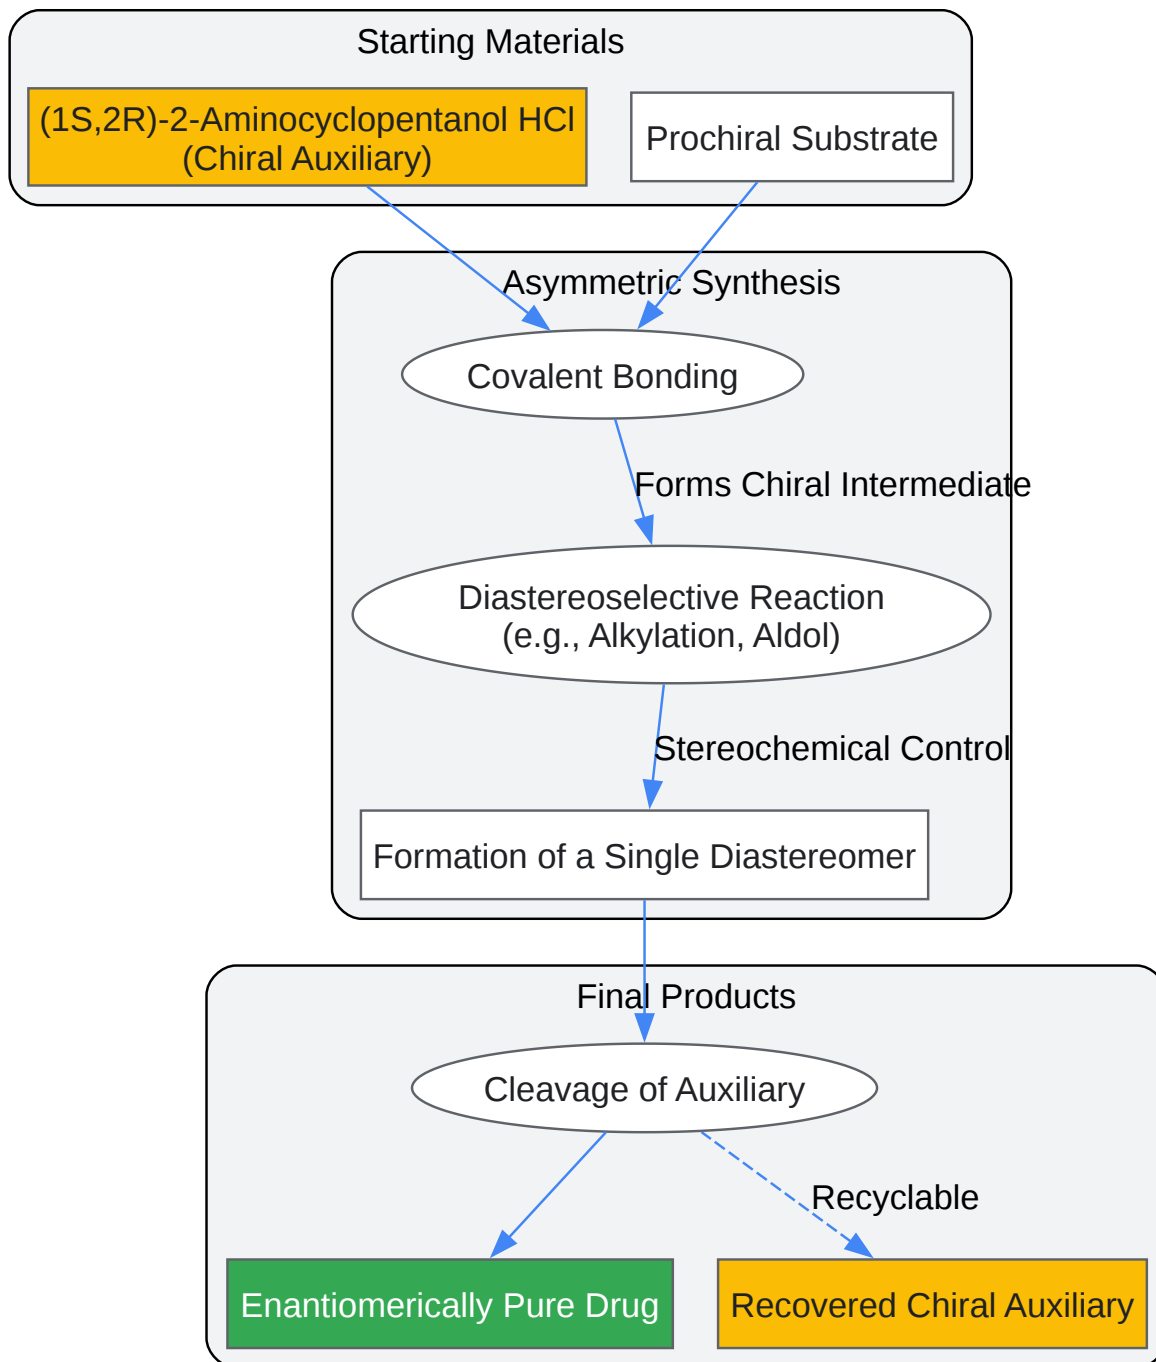 Starting Materials
(1S,2R)-2-Aminocyclopentanol HCl
(Chiral Auxiliary)
Prochiral Substrate
Asymmetric Synthesis
Covalent Bonding
Forms Chiral Intermediate
Diastereoselective Reaction
(e.g., Alkylation, Aldol)
Stereochemical Control
Formation of a Single Diastereomer
Final Products
Cleavage of Auxiliary
Recyclable
Enantiomerically Pure Drug
Recovered Chiral Auxiliary